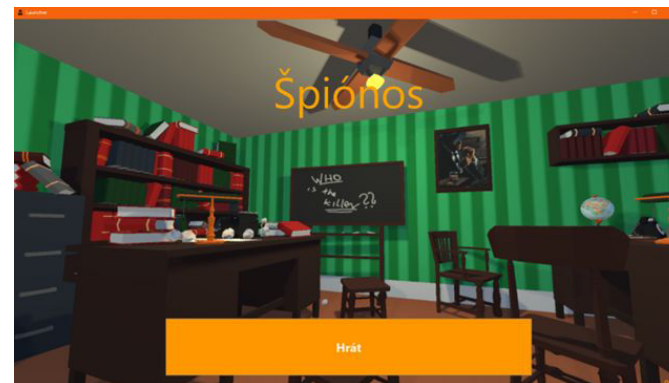 Launcher
Špiónos
WHO
is the
killer ??
Hrát